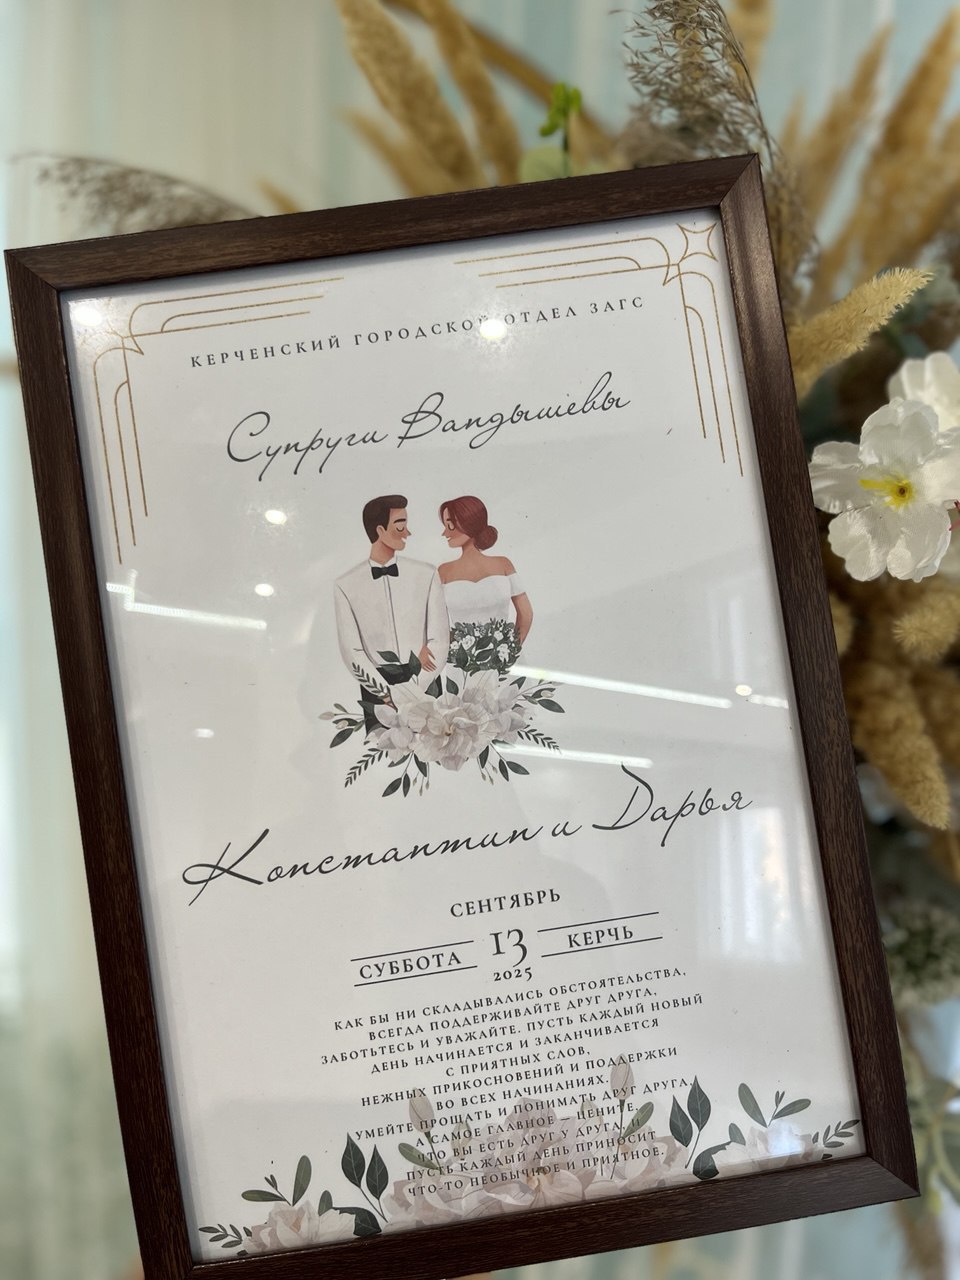 КЕРЧЕНСКИЙ ГОРОДСКОЙ ОТДЕЛ ЗАГС
Супруги Вандышевы
Константин и Дарья
СЕНТЯБРЬ
СУББОТА 13 КЕРЧЬ
2025
КАК БЫ НИ СКЛАДЫВАЛИСЬ ОБСТОЯТЕЛЬСТВА,
ВСЕГДА ПОДДЕРЖИВАЙТЕ ДРУГ ДРУГА,
ЗАБОТЬТЕСЬ И УВАЖАЙТЕ. ПУСТЬ КАЖДЫЙ НОВЫЙ
ДЕНЬ НАЧИНАЕТСЯ И ЗАКАНЧИВАЕТСЯ
С ПРИЯТНЫХ СЛОВ,
НЕЖНЫХ ПРИКОСНОВЕНИЙ И ПОДДЕРЖКИ
ВО ВСЕХ НАЧИНАНИЯХ.
УМЕЙТЕ ПРОЩАТЬ И ПОНИМАТЬ ДРУГ ДРУГА,
А САМОЕ ГЛАВНОЕ – ЦЕНИТЕ,
ЧТО ВЫ ЕСТЬ ДРУГ У ДРУГА, И
ПУСТЬ КАЖДЫЙ ДЕНЬ ПРИНОСИТ
ЧТО-ТО НЕОБЫЧНОЕ И ПРИЯТНОЕ.